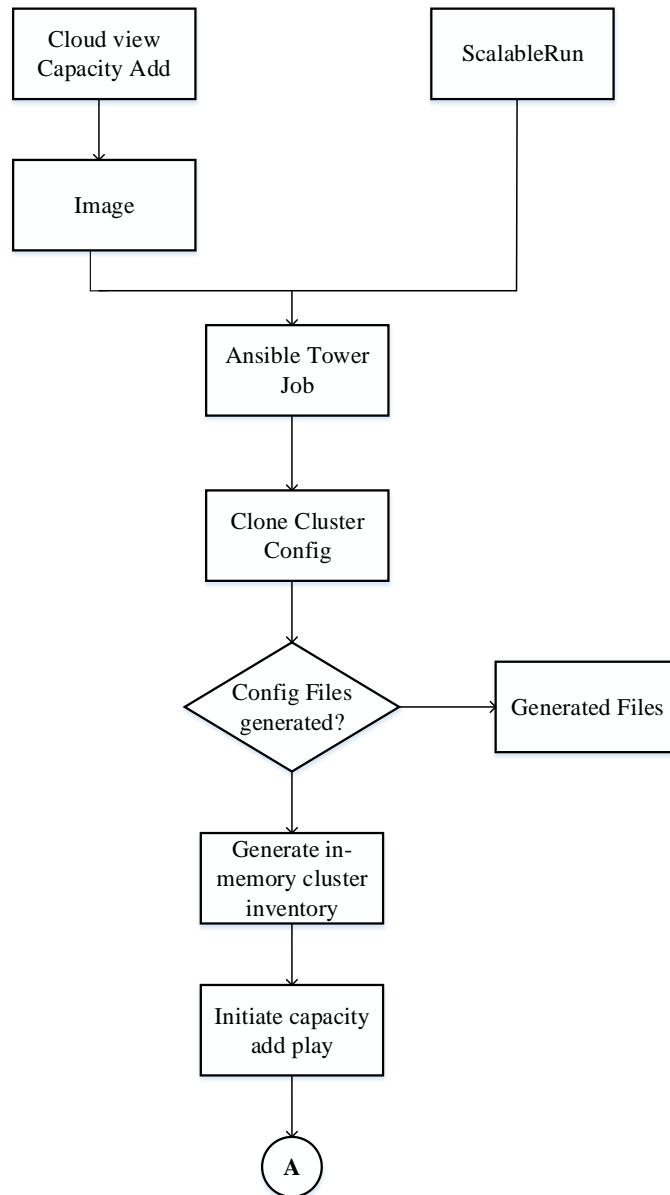 Cloud view
Capacity Add
ScalableRun
Image
Ansible Tower
Job
Clone Cluster
Config
Config Files
generated?
Generated Files
Generate in-
memory cluster
inventory
Initiate capacity
add play
A